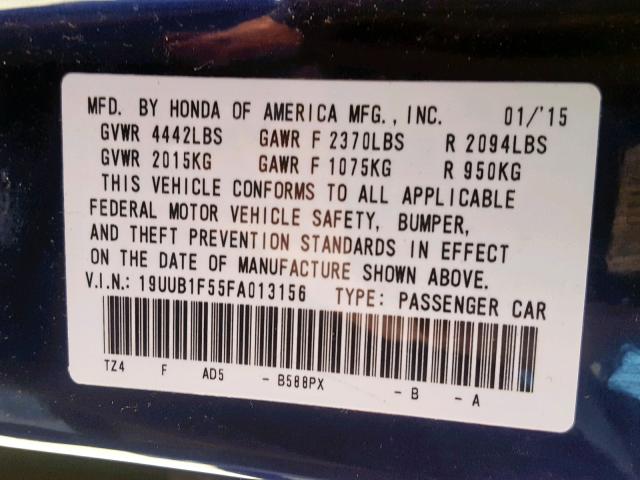 MFD. BY HONDA OF AMERICA MFG., INC. 01/'15
GVWR 4442LBS GAWR F 2370LBS R 2094LBS
GVWR 2015KG GAWR F 1075KG R 950KG
THIS VEHICLE CONFORMS TO ALL APPLICABLE
FEDERAL MOTOR VEHICLE SAFETY, BUMPER,
AND THEFT PREVENTION STANDARDS IN EFFECT
ON THE DATE OF MANUFACTURE SHOWN ABOVE.
V.I.N.: 19UUB1F55FA013156 TYPE: PASSENGER CAR
TZ4 F AD5 - B588PX - B - A